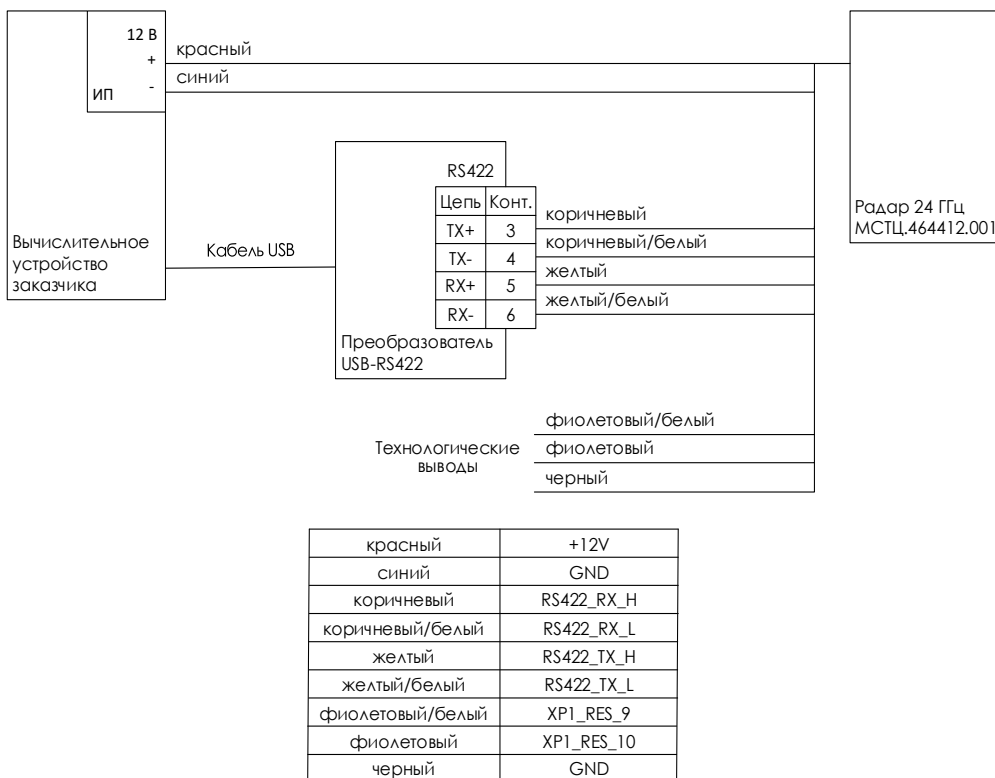 12 В
+
-
ИП
красный
синий
Вычислительное
устройство
заказчика
Кабель USB
RS422
Цепь Конт.
TX+ 3
TX- 4
RX+ 5
RX- 6
Преобразователь
USB-RS422
коричневый
коричневый/белый
желтый
желтый/белый
Радар 24 ГГц
МСТЦ.464412.001
Технологические
выводы
фиолетовый/белый
фиолетовый
черный
красный +12V
синий GND
коричневый RS422_RX_H
коричневый/белый RS422_RX_L
желтый RS422_TX_H
желтый/белый RS422_TX_L
фиолетовый/белый XP1_RES_9
фиолетовый XP1_RES_10
черный GND